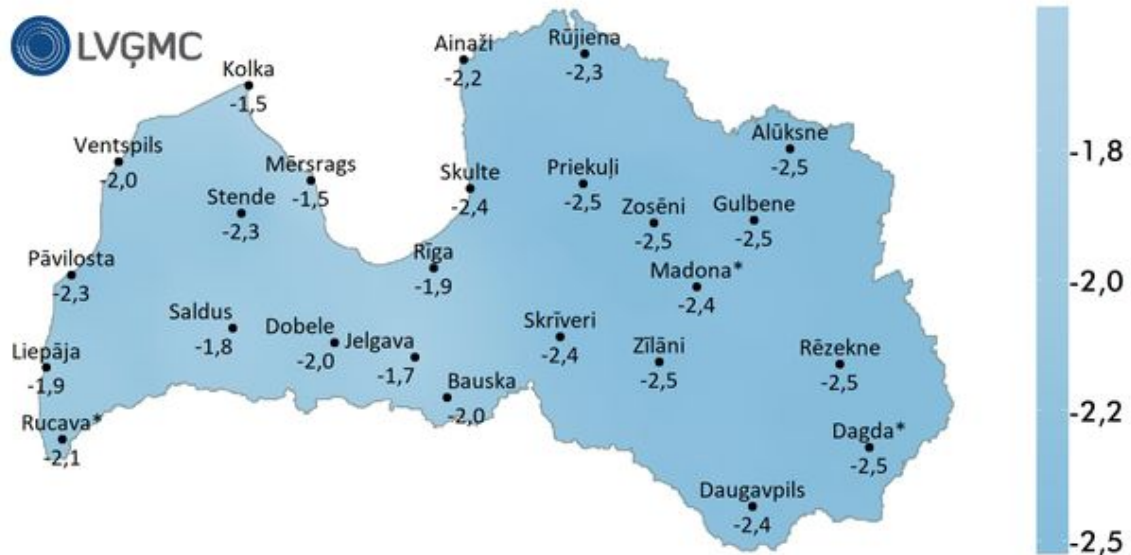 LVĢMC
Ainaži
-2,2
Rūjiena
-2,3
Kolka
-1,5
Ventspils
-2,0
Mērsrags
-1,5
Stende
-2,3
Skulte
-2,4
Priekuļi
-2,5
Alūksne
-2,5
Zosēni
-2,5
Gulbene
-2,5
Pāvilosta
-2,3
Rīga
-1,9
Madona*
-2,4
Saldus
-1,8
Dobele
-2,0
Jelgava
-1,7
Skrīveri
-2,4
Zīlāni
-2,5
Rēzekne
-2,5
Liepāja
-1,9
Bauska
-2,0
Rucava*
-2,1
Dagda*
-2,5
Daugavpils
-2,4
-1,8
-2,0
-2,2
-2,5